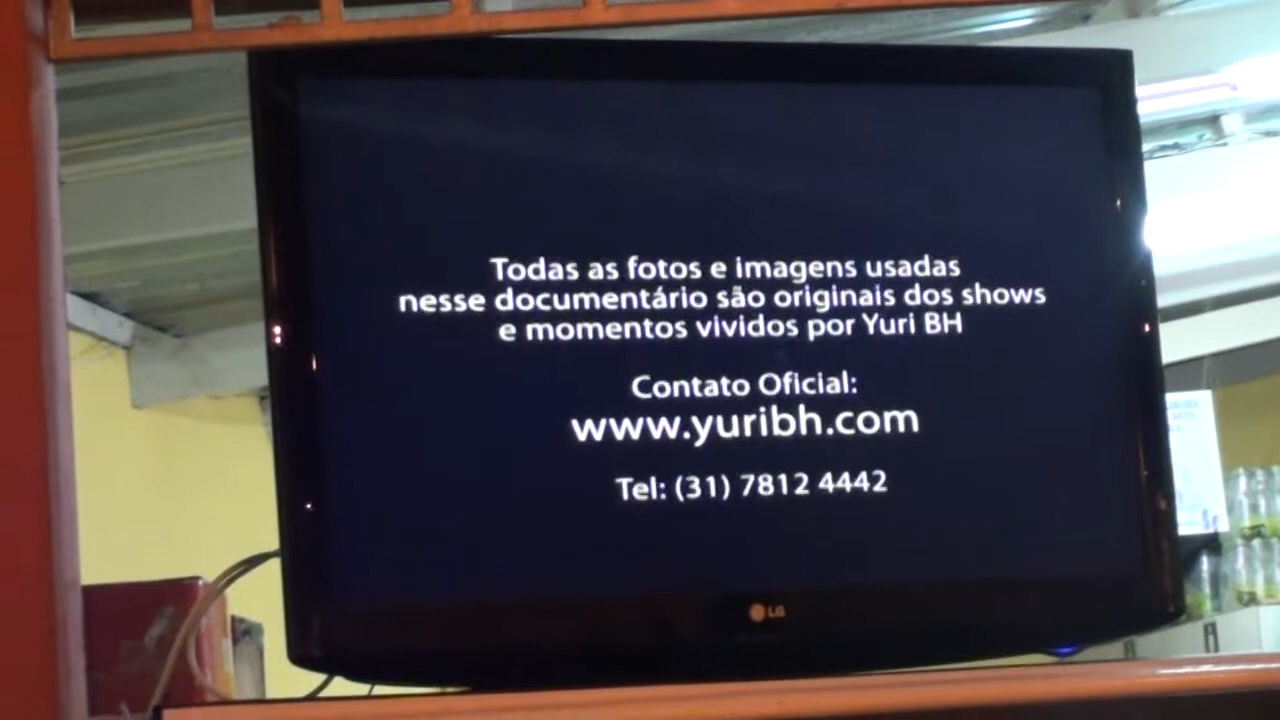 Todas as fotos e imagens usadas
nesse documentário são originais dos shows
e momentos vividos por Yuri BH
Contato Oficial:
www.yuribh.com
Tel: (31) 7812 4442
LG